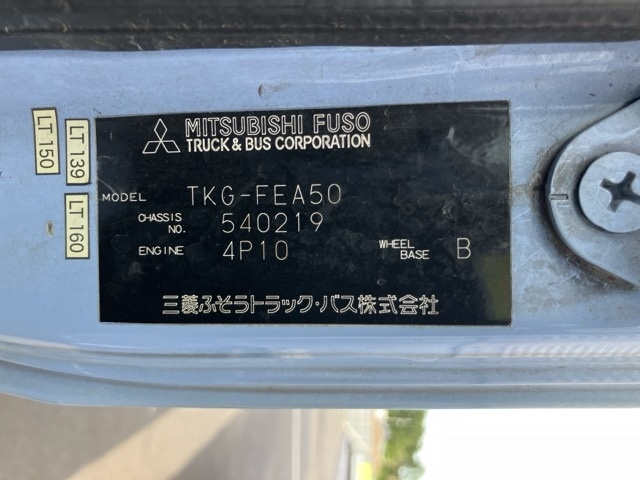 LT 150
LT 139
LT 160
MITSUBISHI FUSO
TRUCK & BUS CORPORATION
MODEL TKG-FEA50
CHASSIS NO. 540219
ENGINE 4P10 WHEEL BASE B
三菱ふそうトラック・バス株式会社